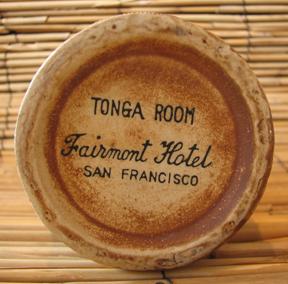 TONGA ROOM
Fairmont Hotel
SAN FRANCISCO